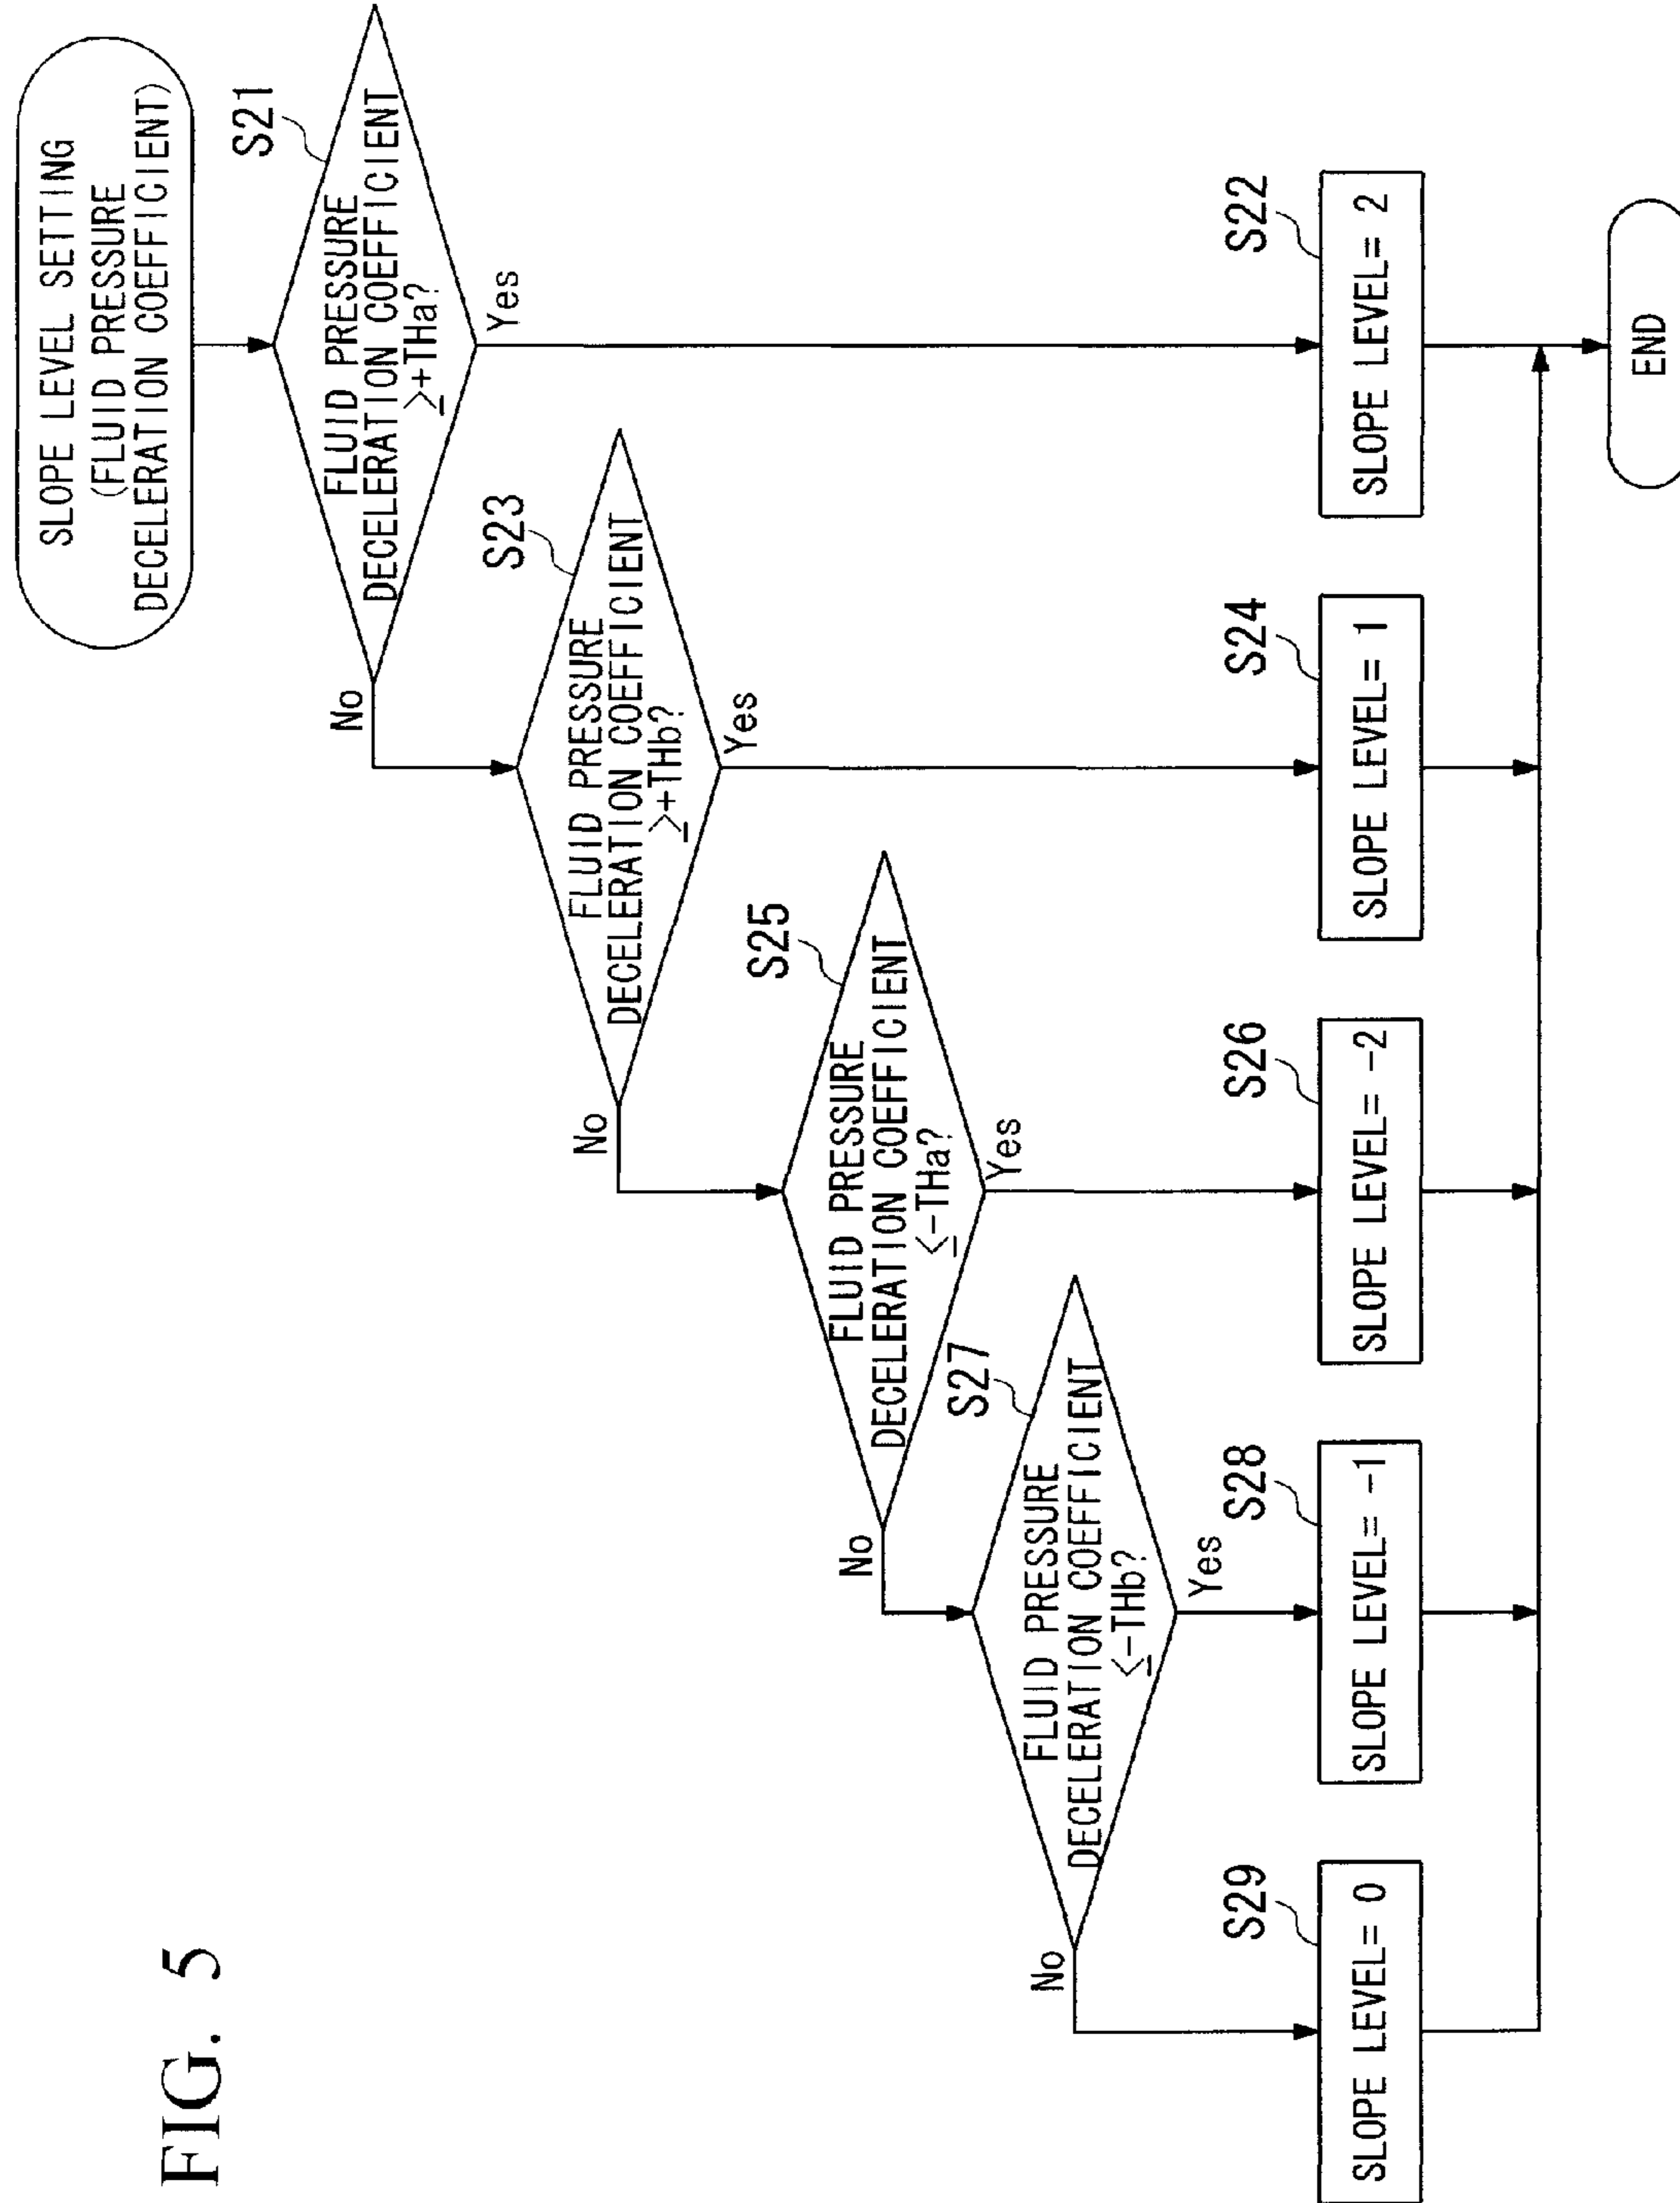 FIG. 5
SLOPE LEVEL SETTING
(FLUID PRESSURE
DECELERATION COEFFICIENT)
S21
FLUID PRESSURE
DECELERATION COEFFICIENT
≥+THa?
No
Yes
S23
FLUID PRESSURE
DECELERATION COEFFICIENT
≥+THb?
No
Yes
S25
FLUID PRESSURE
DECELERATION COEFFICIENT
≤-THa?
No
Yes
S27
FLUID PRESSURE
DECELERATION COEFFICIENT
≤-THb?
No
Yes
S29
SLOPE LEVEL= 0
S28
SLOPE LEVEL= -1
S26
SLOPE LEVEL= -2
S24
SLOPE LEVEL= 1
S22
SLOPE LEVEL= 2
END